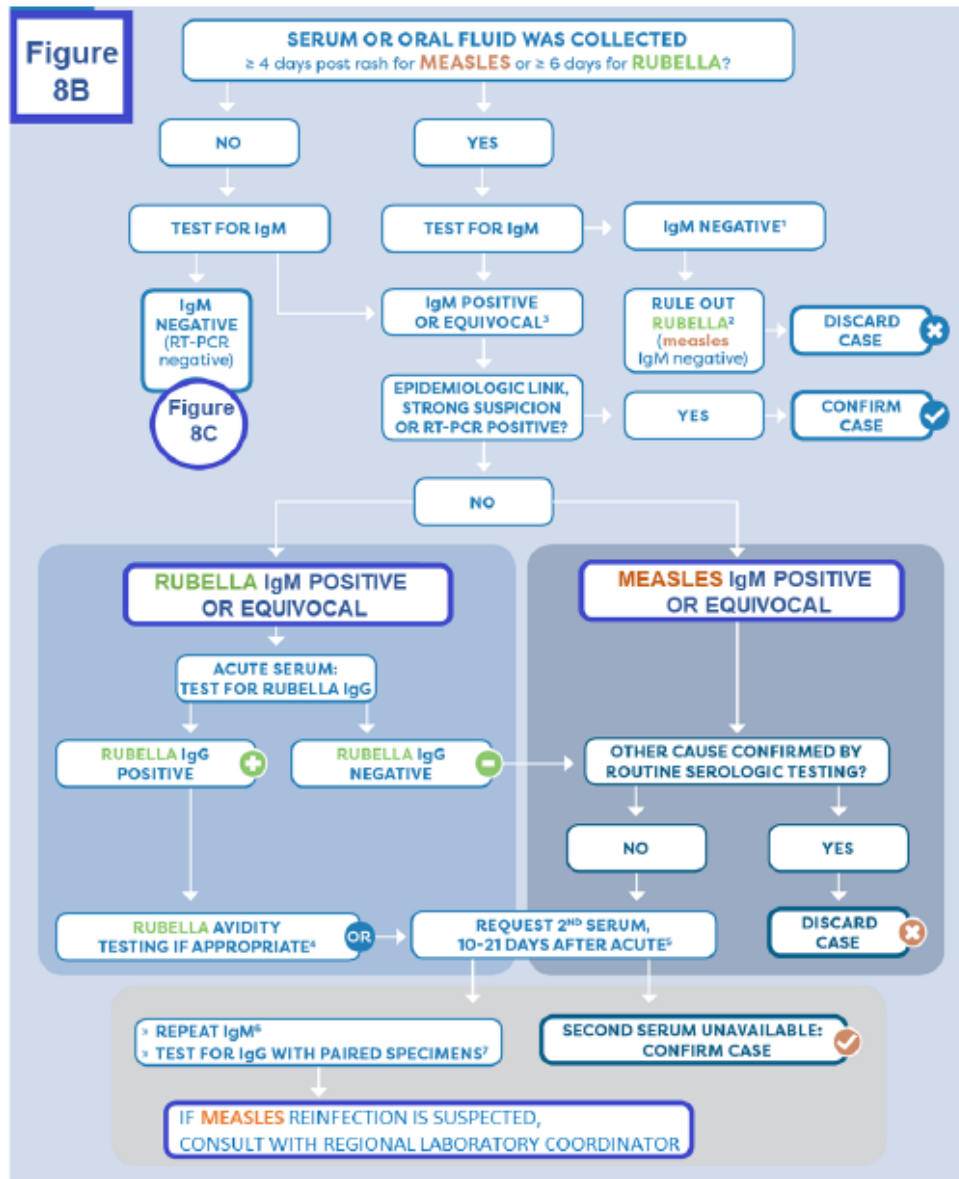 Figure
8B
SERUM OR ORAL FLUID WAS COLLECTED
≥ 4 days post rash for MEASLES or ≥ 6 days for RUBELLA?
NO
YES
TEST FOR IgM
TEST FOR IgM
IgM NEGATIVE¹
IgM
NEGATIVE
(RT-PCR
negative)
Figure
8C
IgM POSITIVE
OR EQUIVOCAL³
RULE OUT
RUBELLA²
(measles
IgM negative)
DISCARD
CASE
EPIDEMIOLOGIC LINK,
STRONG SUSPICION
OR RT-PCR POSITIVE?
YES
CONFIRM
CASE
NO
RUBELLA IgM POSITIVE
OR EQUIVOCAL
MEASLES IgM POSITIVE
OR EQUIVOCAL
ACUTE SERUM:
TEST FOR RUBELLA IgG
RUBELLA IgG
POSITIVE
RUBELLA IgG
NEGATIVE
OTHER CAUSE CONFIRMED BY
ROUTINE SEROLOGIC TESTING?
NO
YES
RUBELLA AVIDITY
TESTING IF APPROPRIATE⁴
OR
REQUEST 2ND SERUM,
10-21 DAYS AFTER ACUTE⁵
DISCARD
CASE
» REPEAT IgM⁶
» TEST FOR IgG WITH PAIRED SPECIMENS⁷
SECOND SERUM UNAVAILABLE:
CONFIRM CASE
IF MEASLES REINFECTION IS SUSPECTED,
CONSULT WITH REGIONAL LABORATORY COORDINATOR